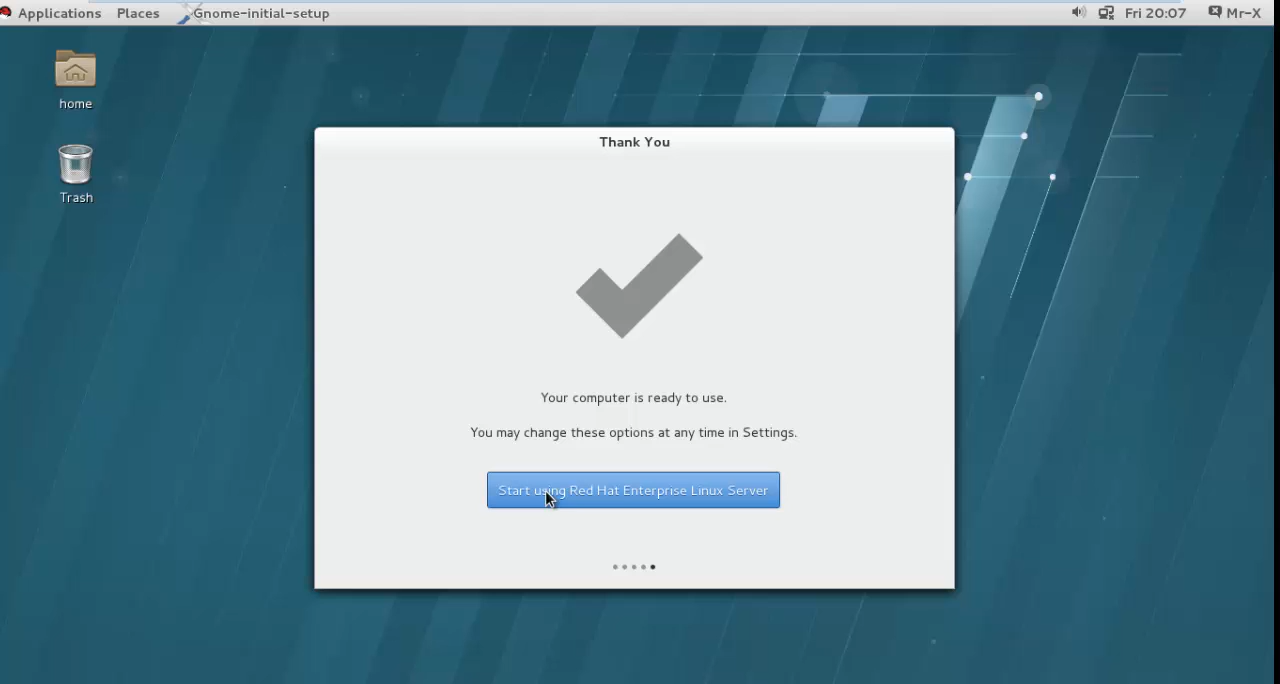 Applications Places Gnome-initial-setup Fri 20:07 Mr-X
home
Trash
Thank You
Your computer is ready to use.
You may change these options at any time in Settings.
Start using Red Hat Enterprise Linux Server